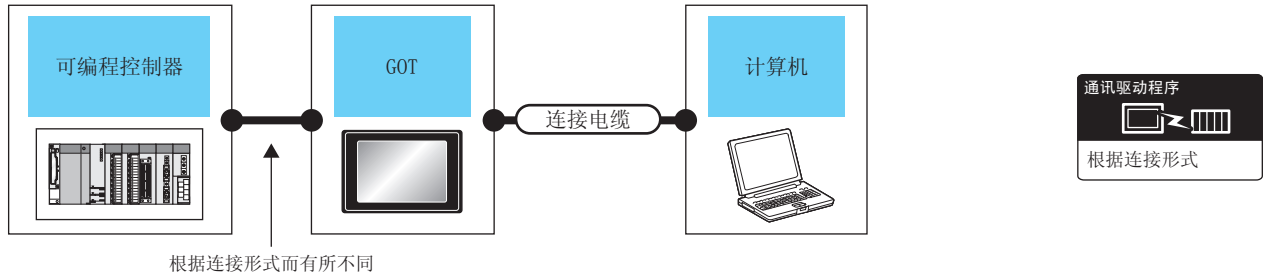 可编程控制器
GOT
计算机
连接电缆
根据连接形式而有所不同
通讯驱动程序
根据连接形式